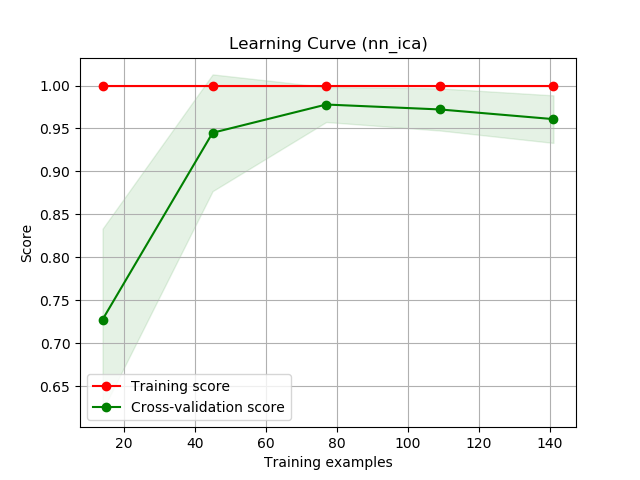 Learning Curve (nn_ica)
Score
1.00
0.95
0.90
0.85
0.80
0.75
0.70
0.65
Training score
Cross-validation score
20 40 60 80 100 120 140
Training examples